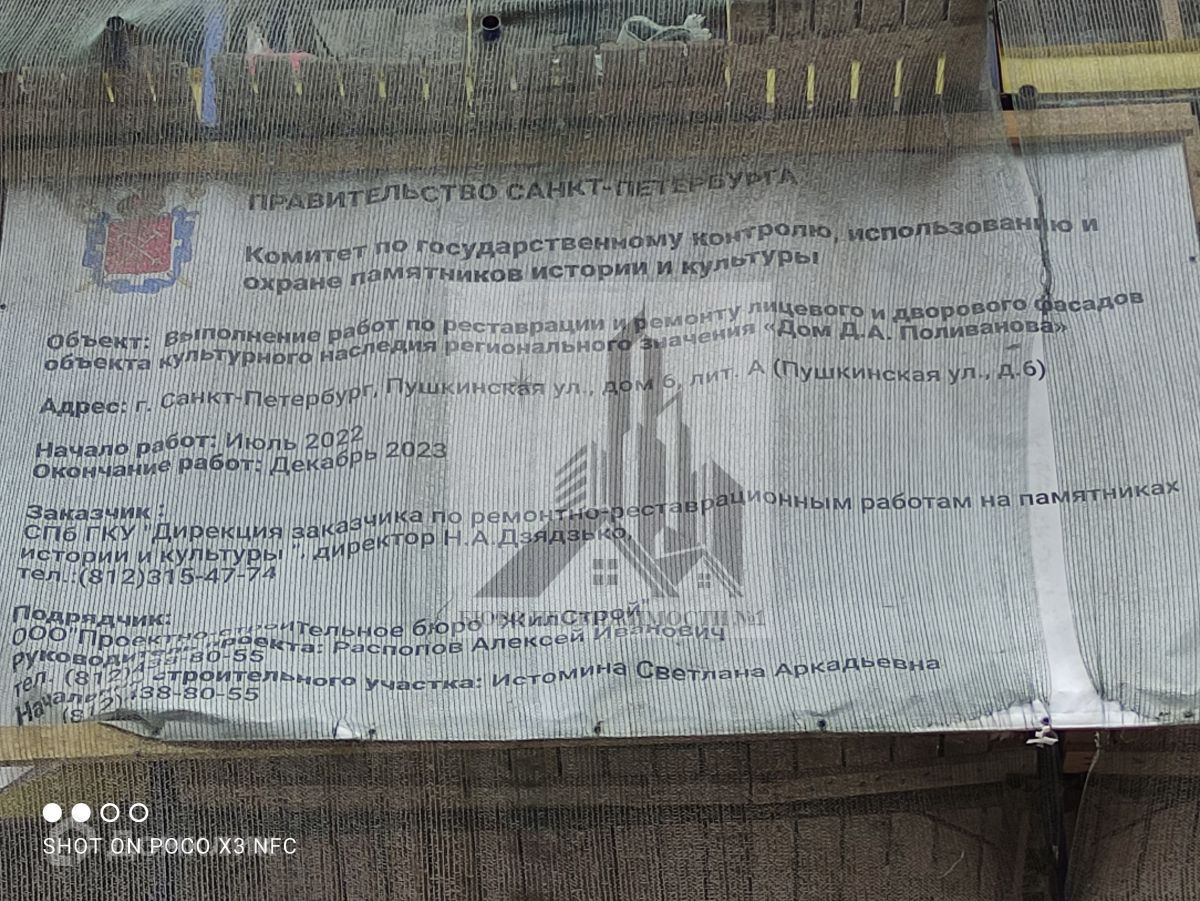 ПРАВИТЕЛЬСТВО САНКТ-ПЕТЕРБУРГА
Комитет по государственному контролю, использованию и
охране памятников истории и культуры
Объект: Выполнение работ по реставрации и ремонту лицевого и дворового фасадов
объекта культурного наследия регионального значения «Дом Д.А. Поливанова»
Адрес: г. Санкт-Петербург, Пушкинская ул., дом 6, лит. А (Пушкинская ул., д.6)
Начало работ: Июль 2022
Окончание работ: Декабрь 2023
Заказчик :
СПб ГКУ "Дирекция заказчика по ремонтно-реставрационным работам на памятниках
истории и культуры ", директор Н.А.Дзядзько,
тел.:(812)315-47-74
Подрядчик:
ООО"Проектно-строительное бюро "ЖилСтрой"
руководитель проекта: Распопов Алексей Иванович
тел. (812) 438-80-55
строительного участка: Истомина Светлана Аркадьевна
(812) 438-80-55
№1
SHOT ON POCO X3 NFC